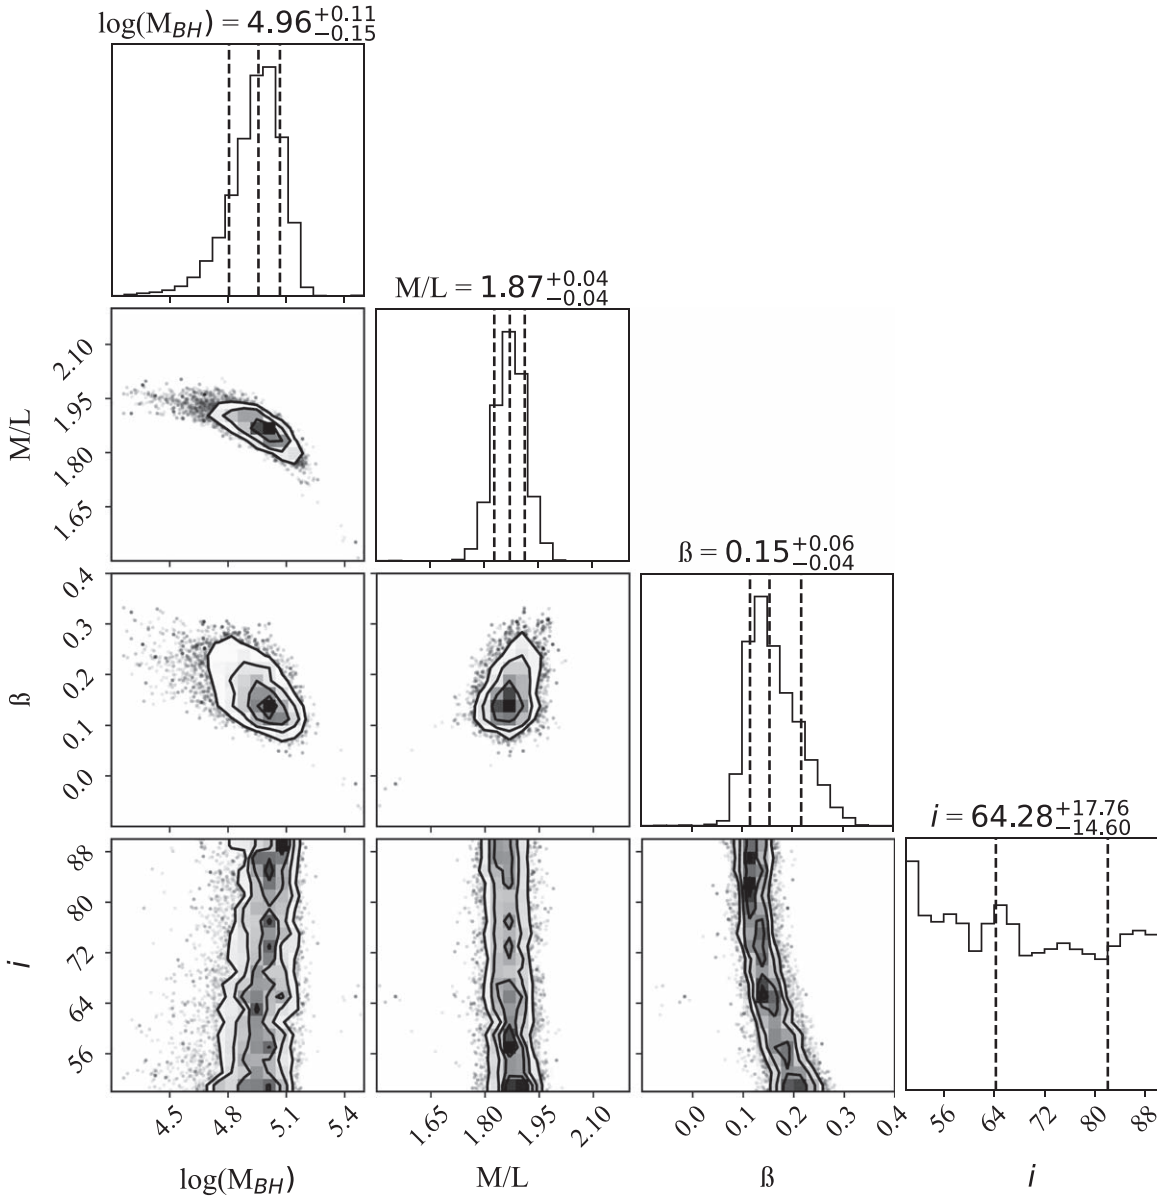 log(M_BH) = 4.96 +0.11 −0.15
M/L = 1.87 +0.04 −0.04
M/L
2.10
1.95
1.80
1.65
ß = 0.15 +0.06 −0.04
ß
0.4
0.3
0.2
0.1
0.0
i = 64.28 +17.76 −14.60
i
88
80
72
64
56
4.5 4.8 5.1 5.4
1.65 1.80 1.95 2.10
0.0 0.1 0.2 0.3 0.4
56 64 72 80 88
log(M_BH) M/L ß i